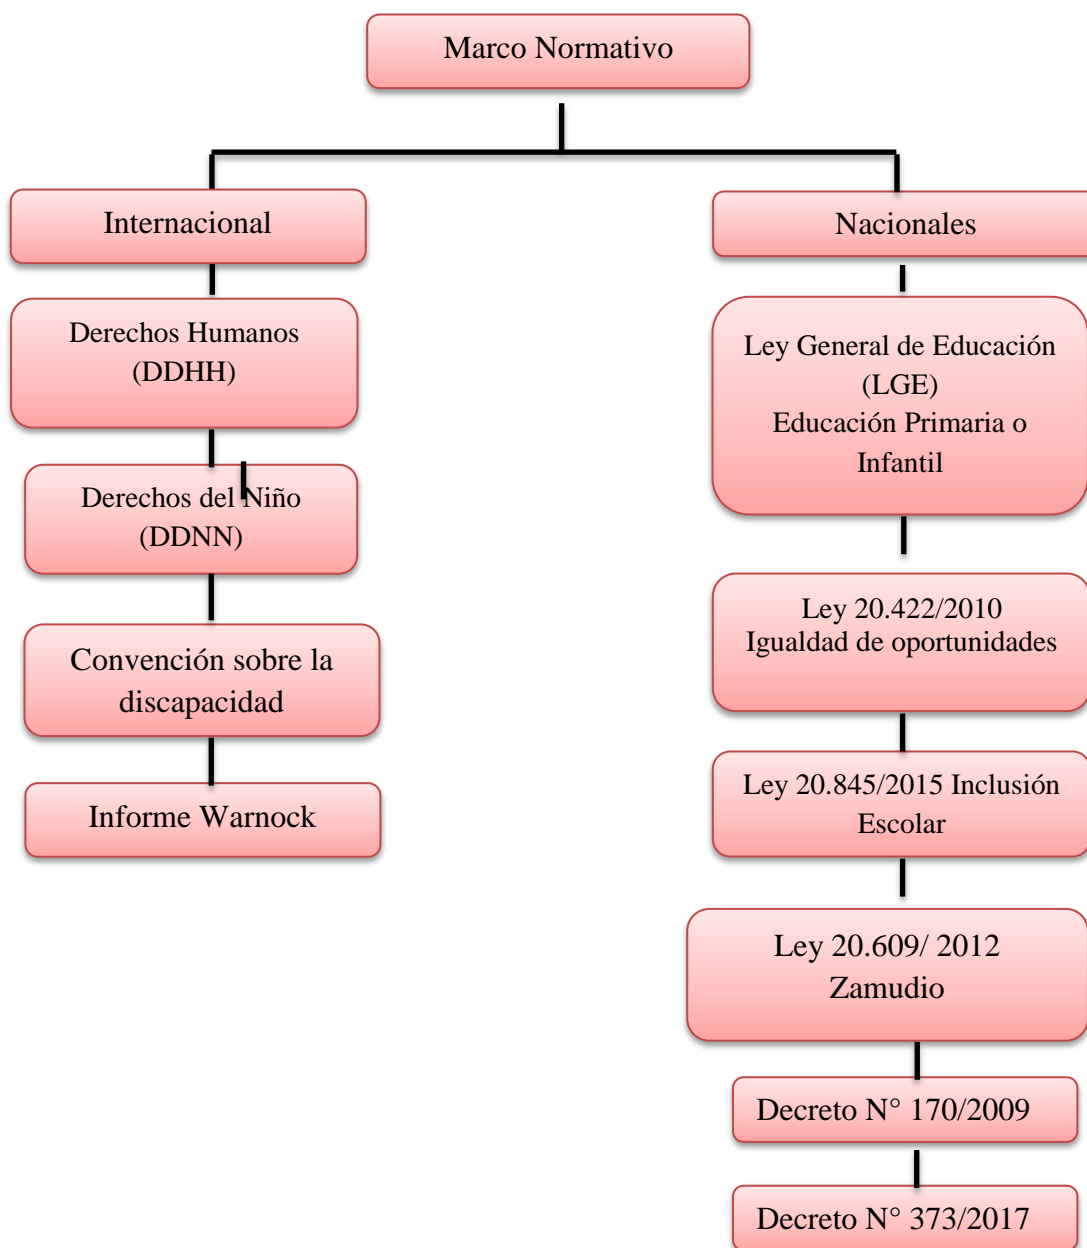 Marco Normativo
Internacional
Derechos Humanos
(DDHH)
Derechos del Niño
(DDNN)
Convención sobre la
discapacidad
Informe Warnock
Nacionales
Ley General de Educación
(LGE)
Educación Primaria o
Infantil
Ley 20.422/2010
Igualdad de oportunidades
Ley 20.845/2015 Inclusión
Escolar
Ley 20.609/ 2012
Zamudio
Decreto N° 170/2009
Decreto N° 373/2017